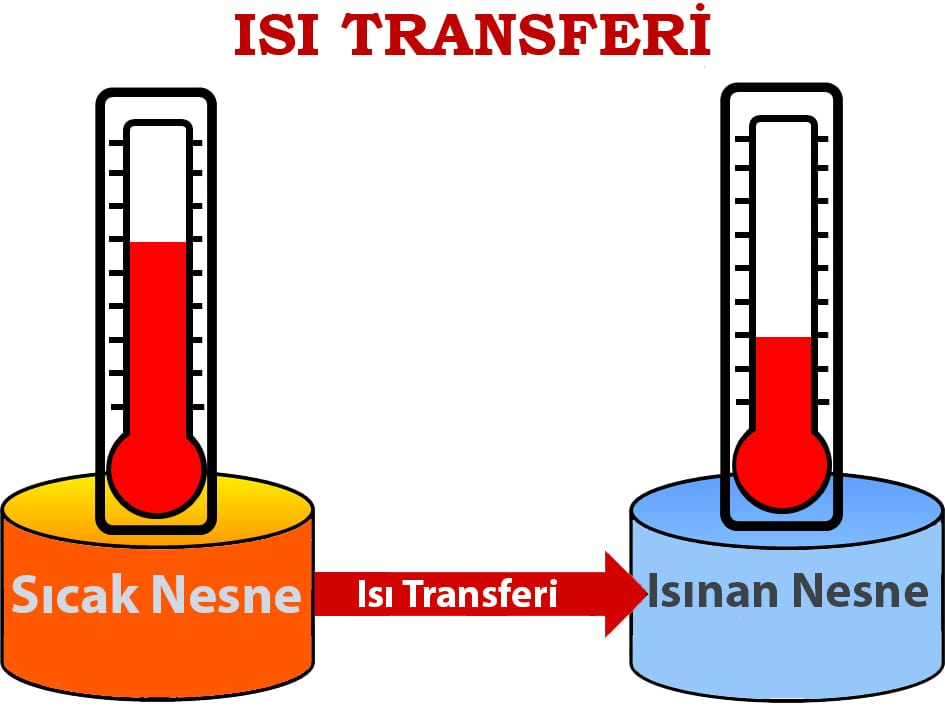 ISI TRANSFERİ
Sıcak Nesne
Isı Transferi
Isınan Nesne